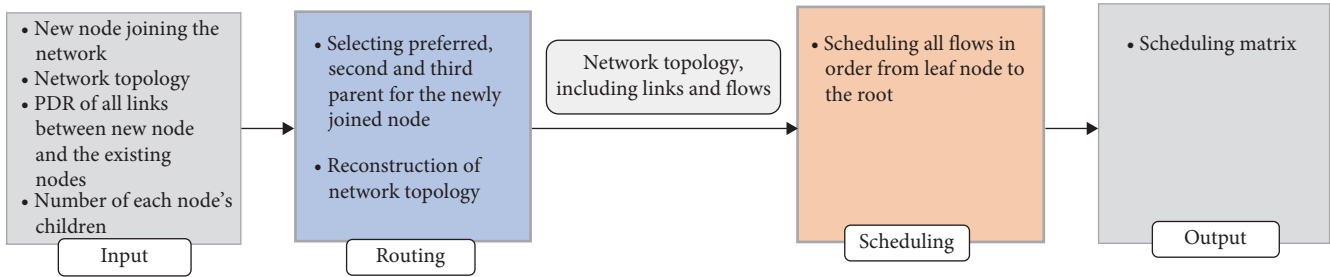 • New node joining the
network
• Network topology
• PDR of all links
between new node
and the existing
nodes
• Number of each node's
children
Input
• Selecting preferred,
second and third
parent for the newly
joined node
• Reconstruction of
network topology
Routing
Network topology,
including links and flows
• Scheduling all flows in
order from leaf node to
the root
Scheduling
• Scheduling matrix
Output